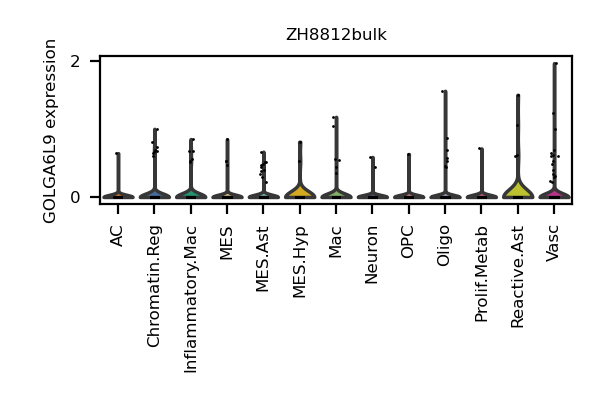 ZH8812bulk
GOLGA6L9 expression
2
0
AC
Chromatin.Reg
Inflammatory.Mac
MES
MES.Ast
MES.Hyp
Mac
Neuron
OPC
Oligo
Prolif.Metab
Reactive.Ast
Vasc